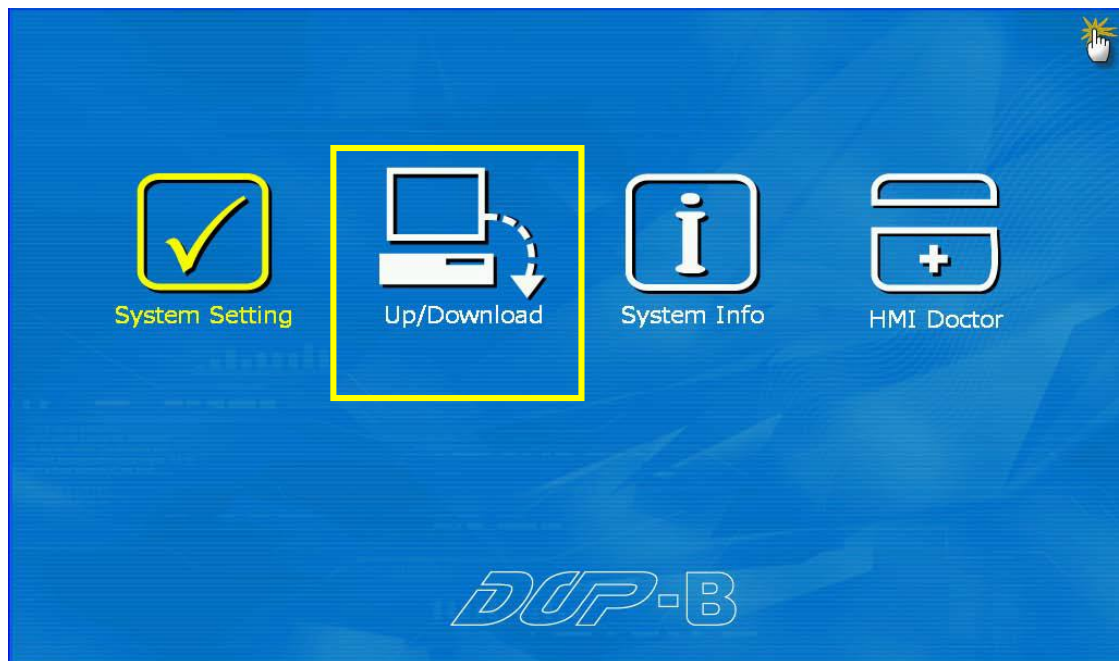 System Setting
Up/Download
System Info
HMI Doctor
DOP-B